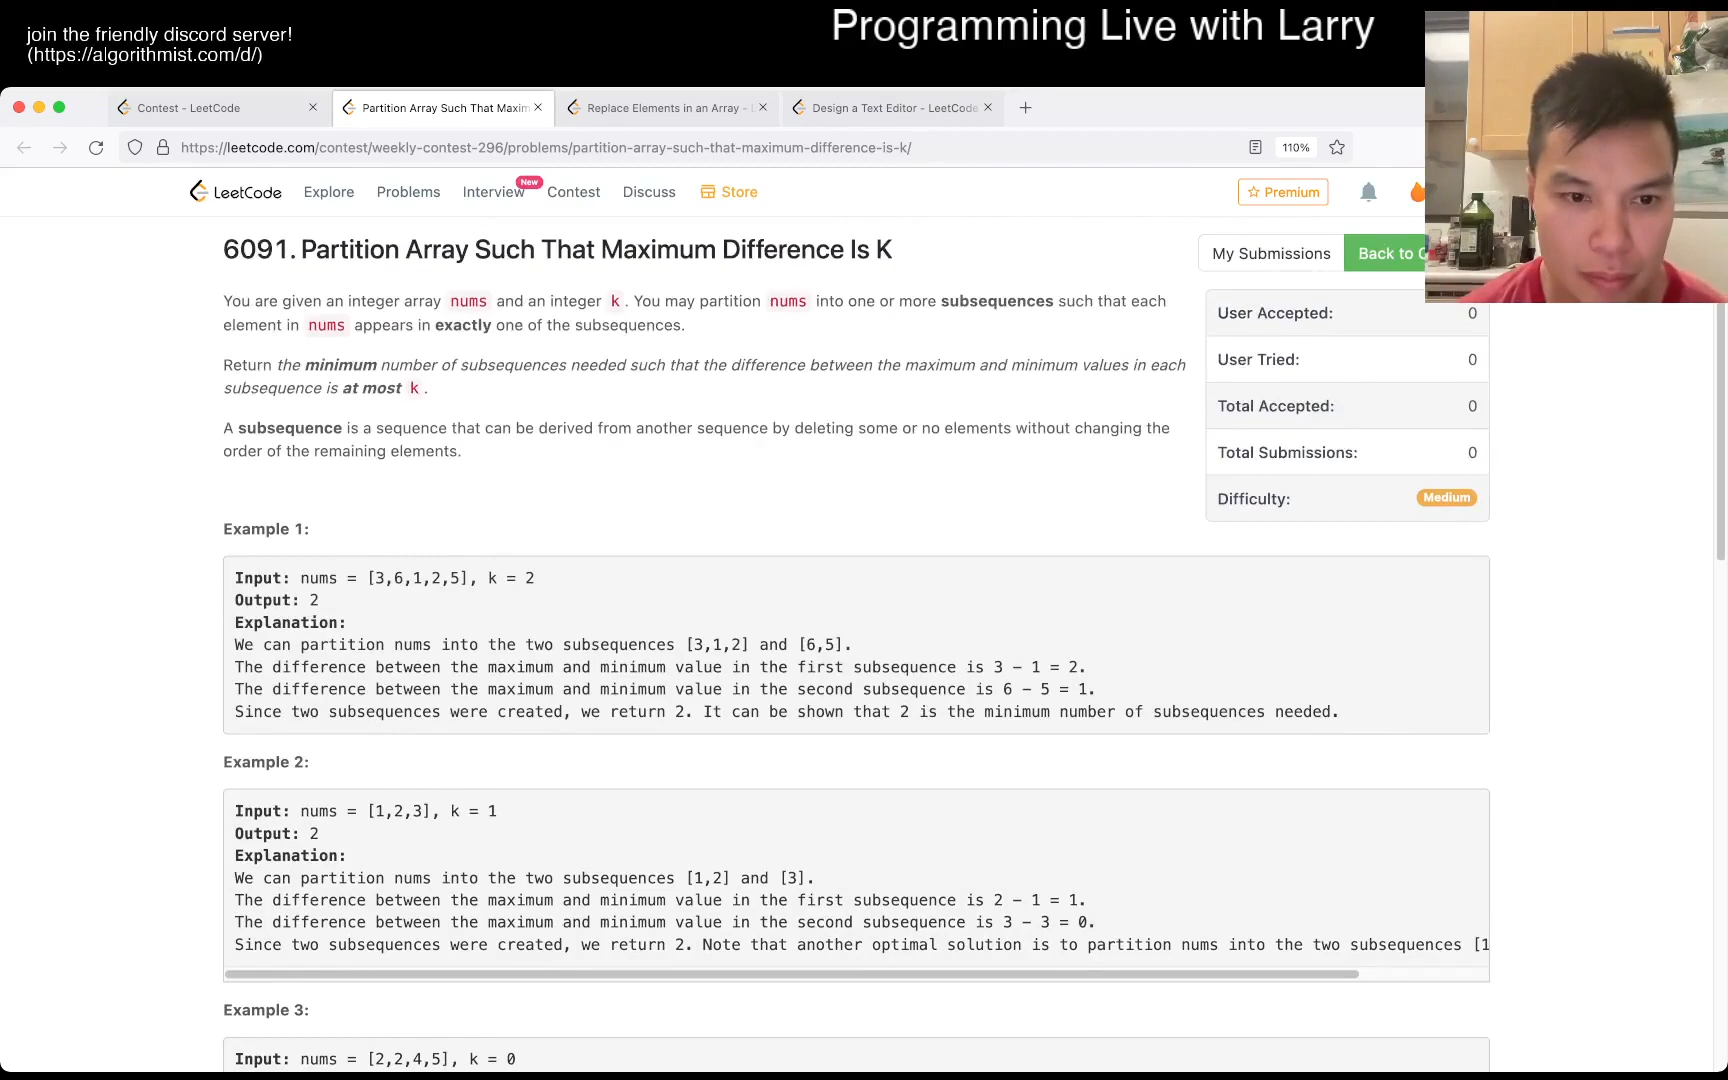 join the friendly discord server!
(https://algorithmist.com/d/)
Programming Live with Larry
Contest - LeetCode
Partition Array Such That Maxim
Replace Elements in an Array -
Design a Text Editor - LeetCode
https://leetcode.com/contest/weekly-contest-296/problems/partition-array-such-that-maximum-difference-is-k/
110%
LeetCode
Explore
Problems
Interview
New
Contest
Discuss
Store
Premium
6091. Partition Array Such That Maximum Difference Is K
My Submissions
Back to
You are given an integer array nums and an integer k. You may partition nums into one or more subsequences such that each
element in nums appears in exactly one of the subsequences.
Return the minimum number of subsequences needed such that the difference between the maximum and minimum values in each
subsequence is at most k.
A subsequence is a sequence that can be derived from another sequence by deleting some or no elements without changing the
order of the remaining elements.
User Accepted: 0
User Tried: 0
Total Accepted: 0
Total Submissions: 0
Difficulty: Medium
Example 1:
Input: nums = [3,6,1,2,5], k = 2
Output: 2
Explanation:
We can partition nums into the two subsequences [3,1,2] and [6,5].
The difference between the maximum and minimum value in the first subsequence is 3 - 1 = 2.
The difference between the maximum and minimum value in the second subsequence is 6 - 5 = 1.
Since two subsequences were created, we return 2. It can be shown that 2 is the minimum number of subsequences needed.
Example 2:
Input: nums = [1,2,3], k = 1
Output: 2
Explanation:
We can partition nums into the two subsequences [1,2] and [3].
The difference between the maximum and minimum value in the first subsequence is 2 - 1 = 1.
The difference between the maximum and minimum value in the second subsequence is 3 - 3 = 0.
Since two subsequences were created, we return 2. Note that another optimal solution is to partition nums into the two subsequences [1
Example 3:
Input: nums = [2,2,4,5], k = 0